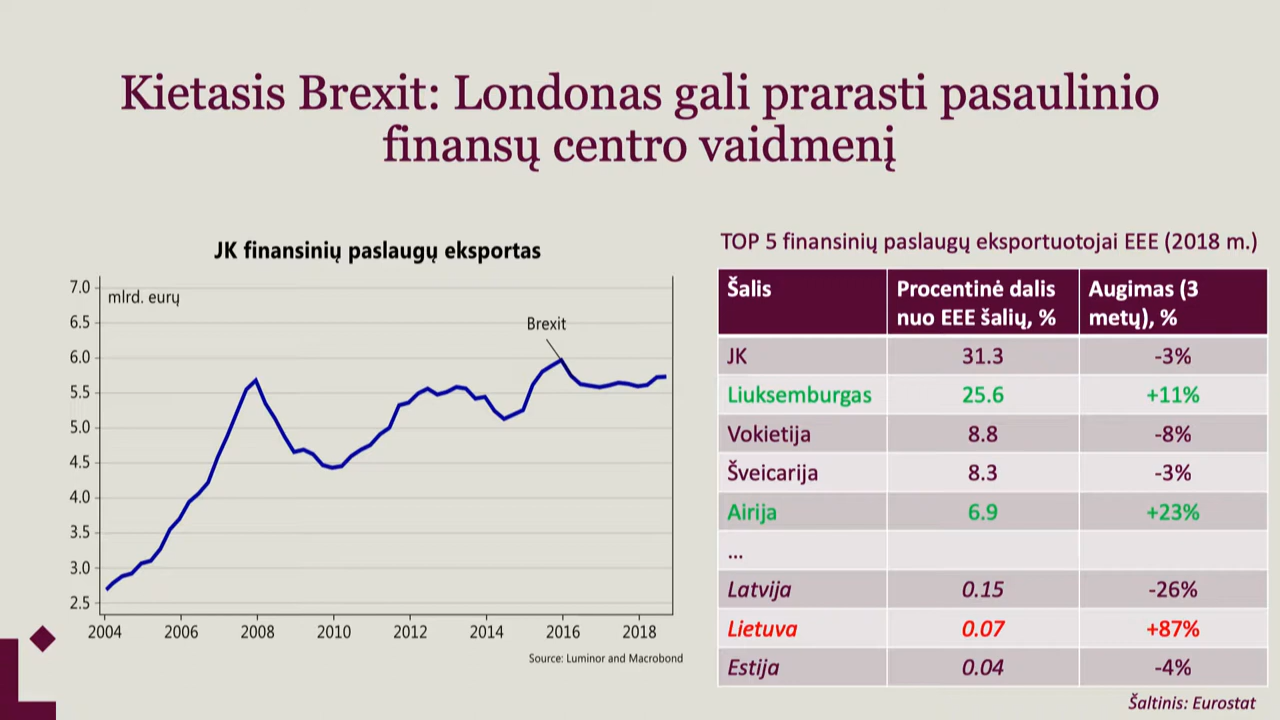 Kietasis Brexit: Londonas gali prarasti pasaulinio
finansų centro vaidmenį
JK finansinių paslaugų eksportas
mlrd. eurų
Brexit
7.0
6.5
6.0
5.5
5.0
4.5
4.0
3.5
3.0
2.5
2004 2006 2008 2010 2012 2014 2016 2018
Source: Luminor and Macrobond
TOP 5 finansinių paslaugų eksportuotojai EEE (2018 m.)
Šalis Procentinė dalis nuo EEE šalių, % Augimas (3 metų), %
JK 31.3 -3%
Liuksemburgas 25.6 +11%
Vokietija 8.8 -8%
Šveicarija 8.3 -3%
Airija 6.9 +23%
...
Latvija 0.15 -26%
Lietuva 0.07 +87%
Estija 0.04 -4%
Šaltinis: Eurostat